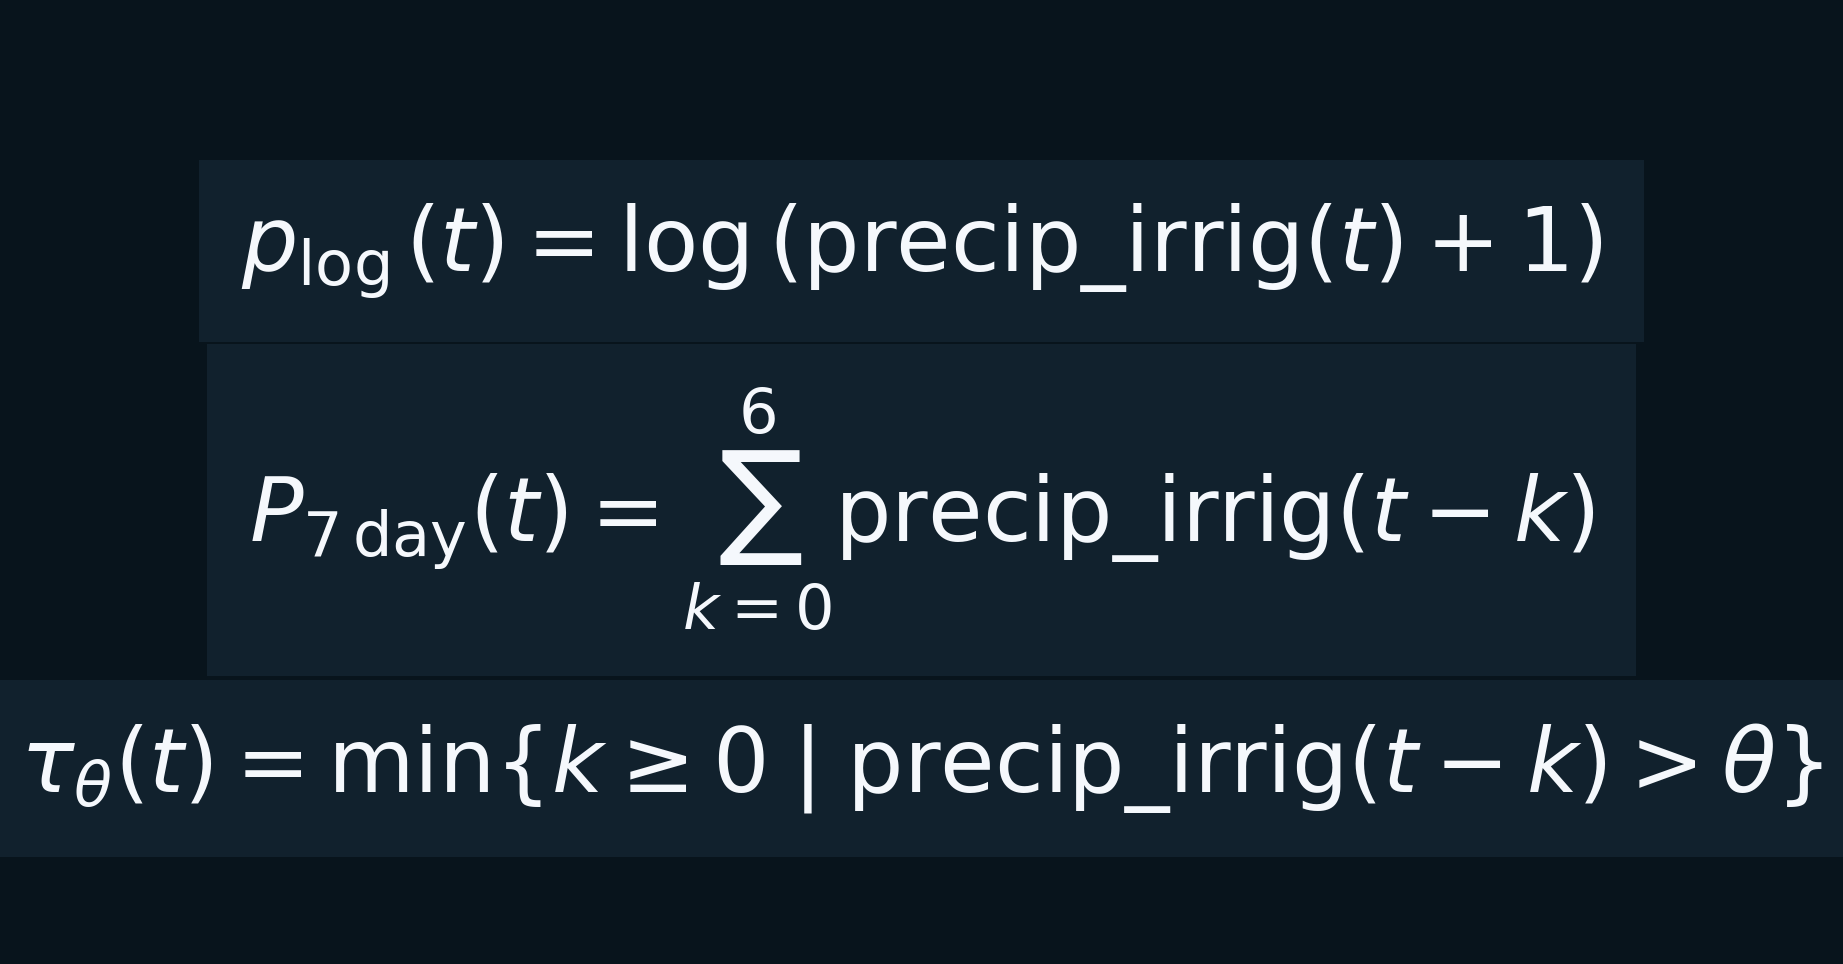 p_log (t) = log (precip_irrig(t) + 1)
P_7 day(t) = ∑_{k=0}^{6} precip_irrig(t − k)
τ_θ(t) = min{k ≥ 0 | precip_irrig(t − k) > θ}